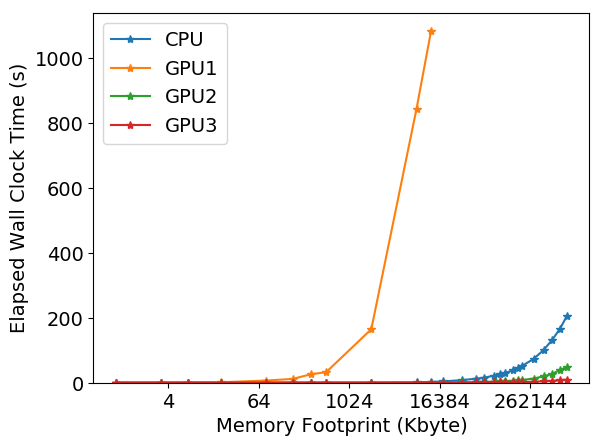 CPU
GPU1
GPU2
GPU3
Elapsed Wall Clock Time (s)
1000
800
600
400
200
0
4 64 1024 16384 262144
Memory Footprint (Kbyte)